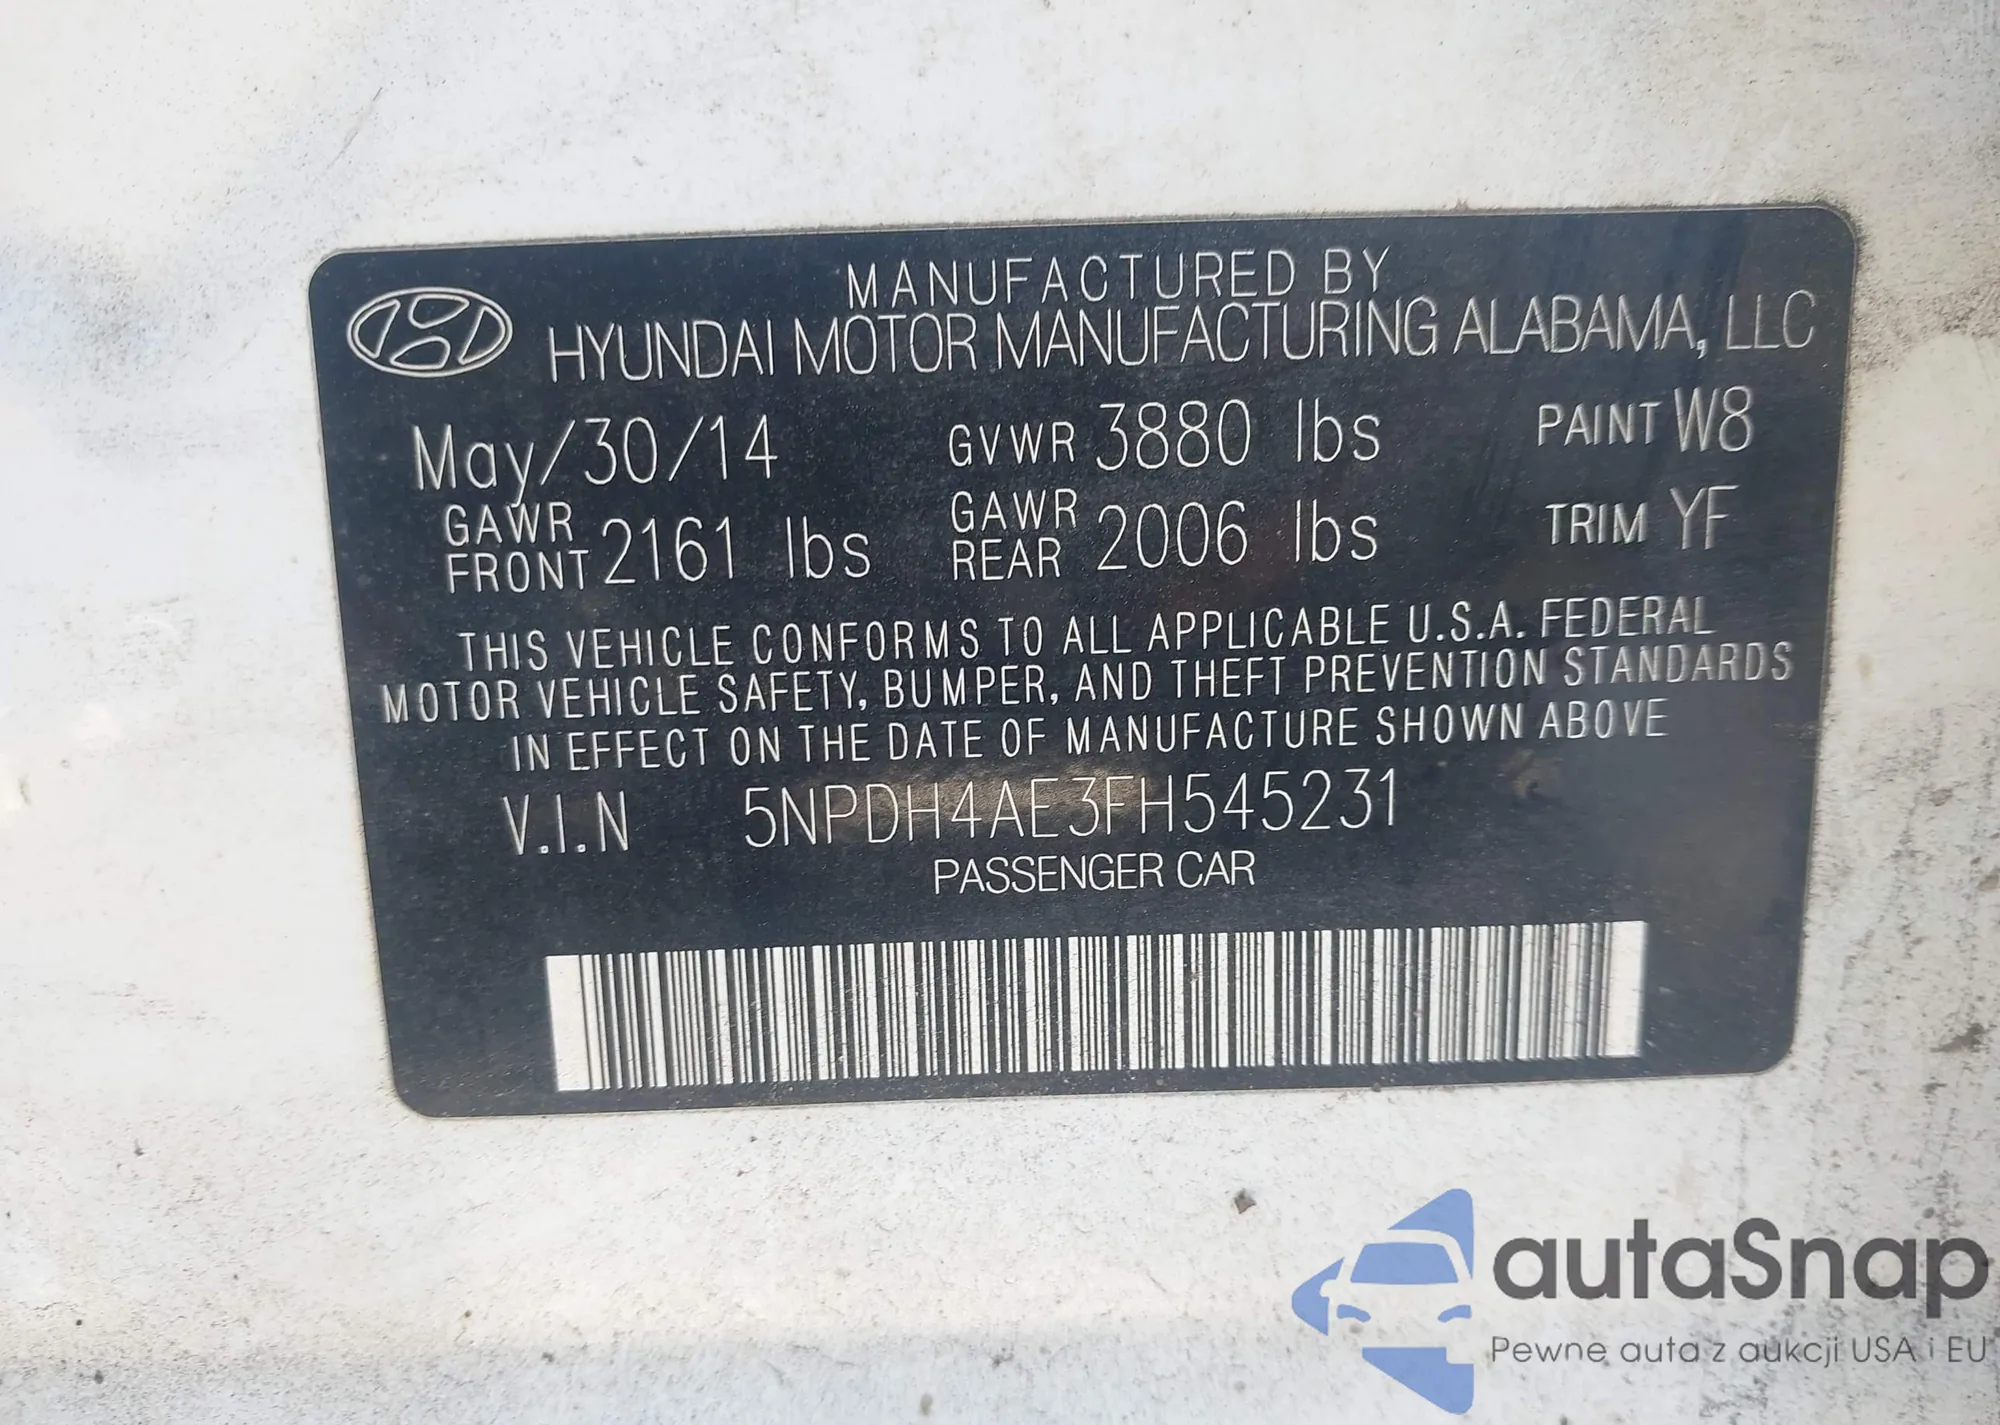 MANUFACTURED BY
HYUNDAI MOTOR MANUFACTURING ALABAMA, LLC
May/30/14 GVWR 3880 lbs PAINT W8
GAWR FRONT 2161 lbs GAWR REAR 2006 lbs TRIM YF
THIS VEHICLE CONFORMS TO ALL APPLICABLE U.S.A. FEDERAL
MOTOR VEHICLE SAFETY, BUMPER, AND THEFT PREVENTION STANDARDS
IN EFFECT ON THE DATE OF MANUFACTURE SHOWN ABOVE
V.I.N 5NPDH4AE3FH545231
PASSENGER CAR
autaSnap
Pewne auta z aukcji USA i EU